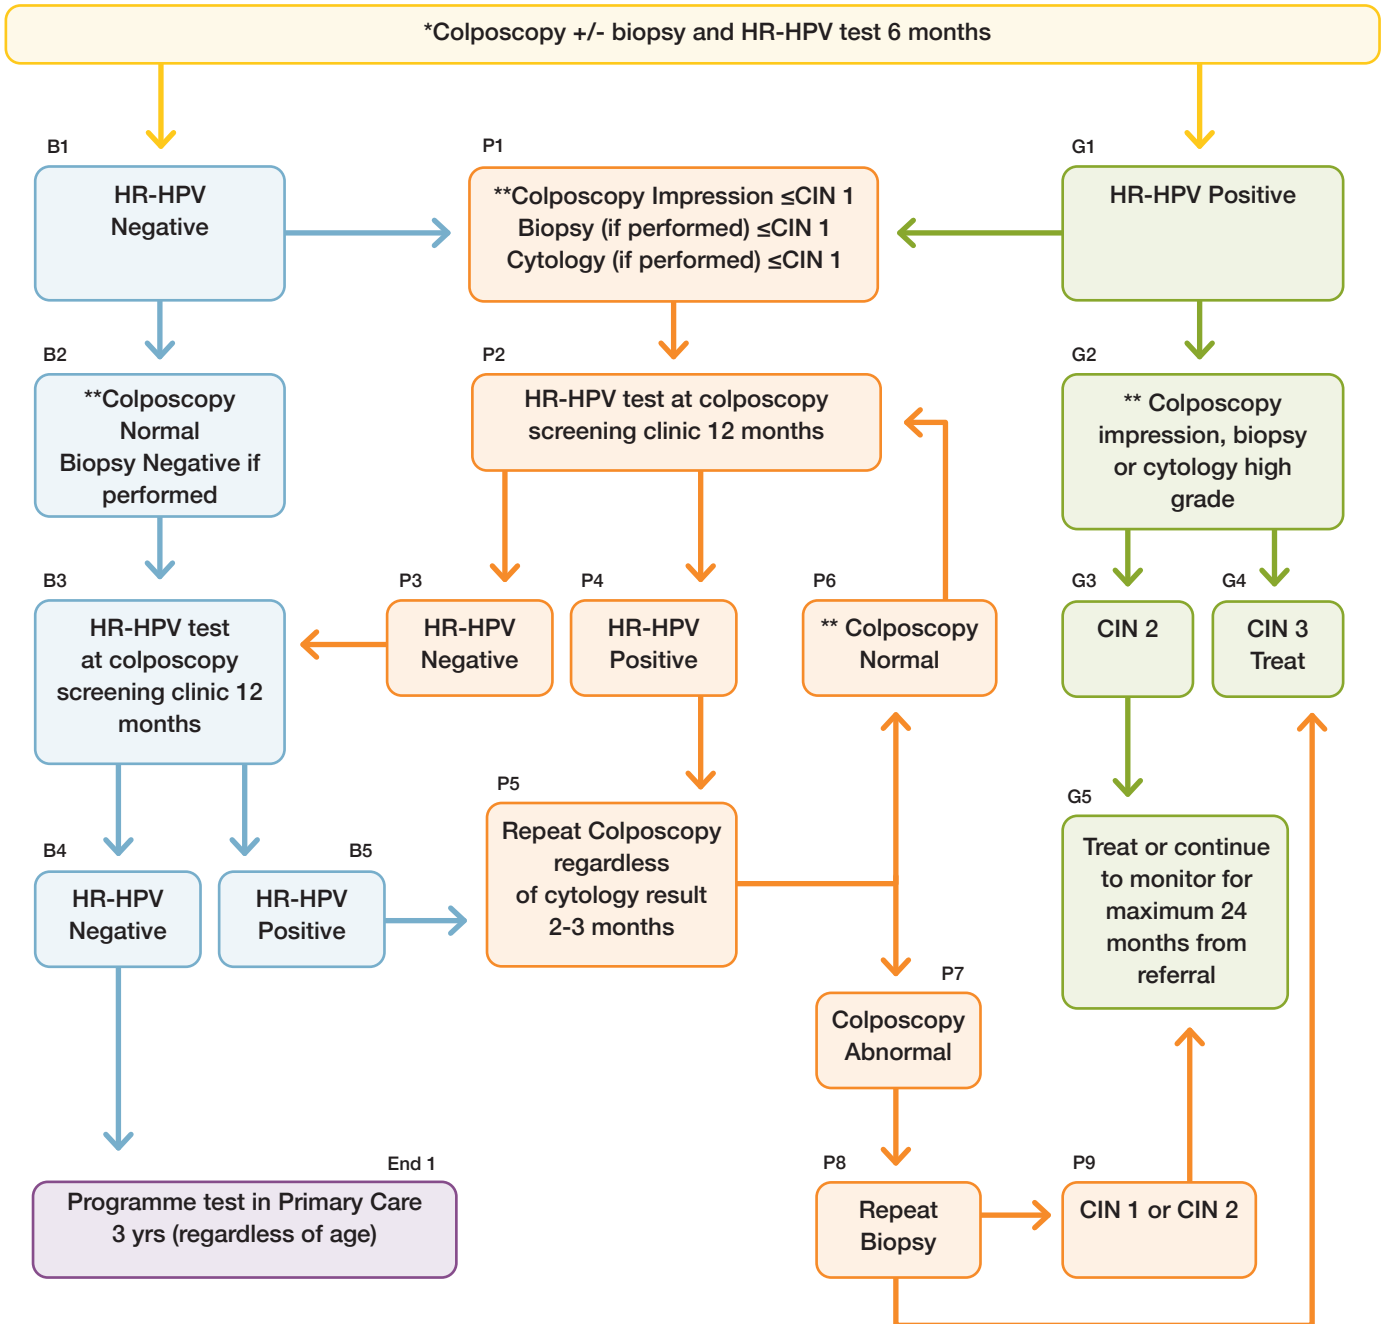 *Colposcopy +/- biopsy and HR-HPV test 6 months
B1
HR-HPV
Negative
P1
**Colposcopy Impression ≤CIN 1
Biopsy (if performed) ≤CIN 1
Cytology (if performed) ≤CIN 1
G1
HR-HPV Positive
B2
**Colposcopy
Normal
Biopsy Negative if
performed
P2
HR-HPV test at colposcopy
screening clinic 12 months
G2
** Colposcopy
impression, biopsy
or cytology high
grade
B3
HR-HPV test
at colposcopy
screening clinic 12
months
P3
HR-HPV
Negative
P4
HR-HPV
Positive
P6
** Colposcopy
Normal
G3
CIN 2
G4
CIN 3
Treat
P5
Repeat Colposcopy
regardless
of cytology result
2-3 months
G5
Treat or continue
to monitor for
maximum 24
months from
referral
B4
HR-HPV
Negative
B5
HR-HPV
Positive
P7
Colposcopy
Abnormal
End 1
Programme test in Primary Care
3 yrs (regardless of age)
P8
Repeat
Biopsy
P9
CIN 1 or CIN 2